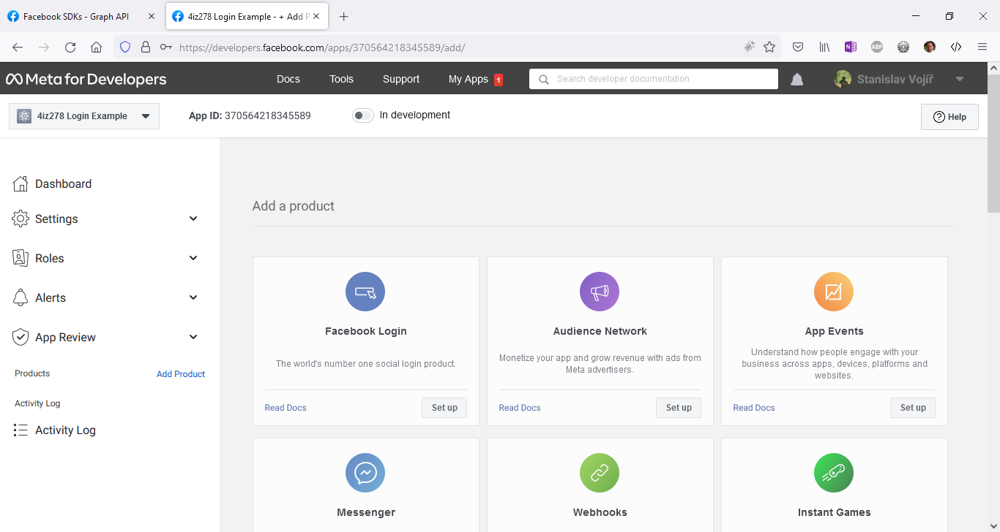 Facebook SDKs - Graph API
4iz278 Login Example - + Add P
https://developers.facebook.com/apps/370564218345589/add/
N
ABP
Meta for Developers
Docs
Tools
Support
My Apps 1
Search developer documentation
Stanislav Vojíř
4iz278 Login Example
App ID: 370564218345589
In development
Help
Dashboard
Settings
Roles
Alerts
App Review
Products
Add Product
Activity Log
Activity Log
Add a product
Facebook Login
The world's number one social login product.
Read Docs
Set up
Audience Network
Monetize your app and grow revenue with ads from
Meta advertisers.
Read Docs
Set up
App Events
Understand how people engage with your
business across apps, devices, platforms and
websites.
Read Docs
Set up
Messenger
Webhooks
Instant Games